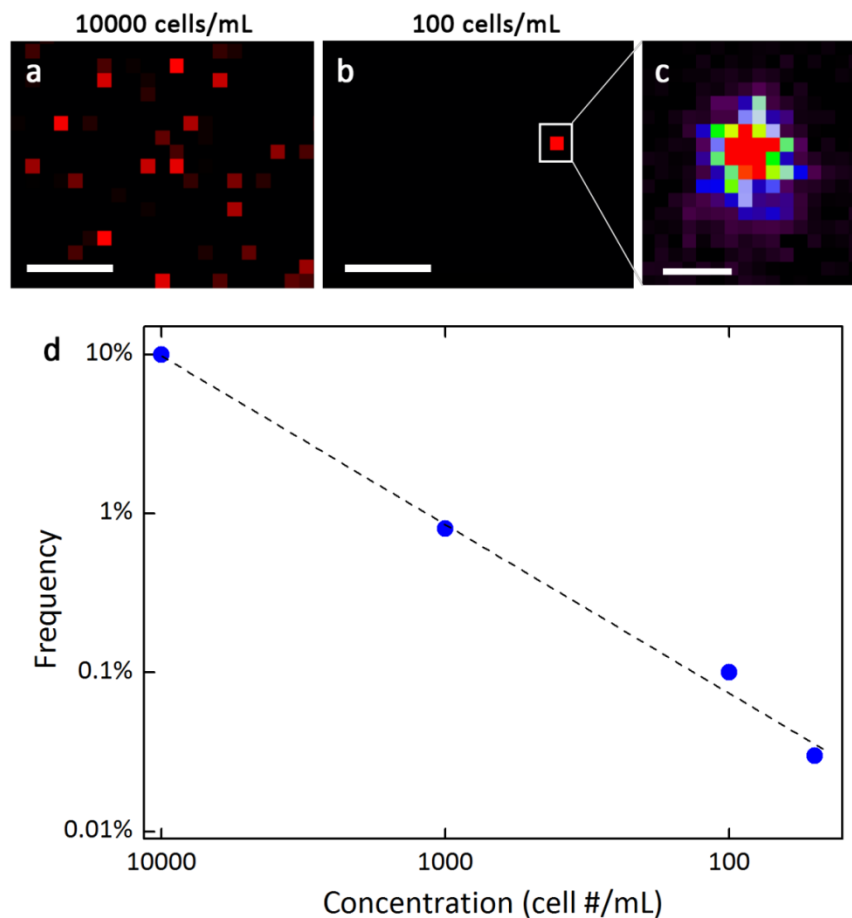 10000 cells/mL
100 cells/mL
a
b
c
d
10%
1%
0.1%
0.01%
Frequency
10000
1000
100
Concentration (cell #/mL)